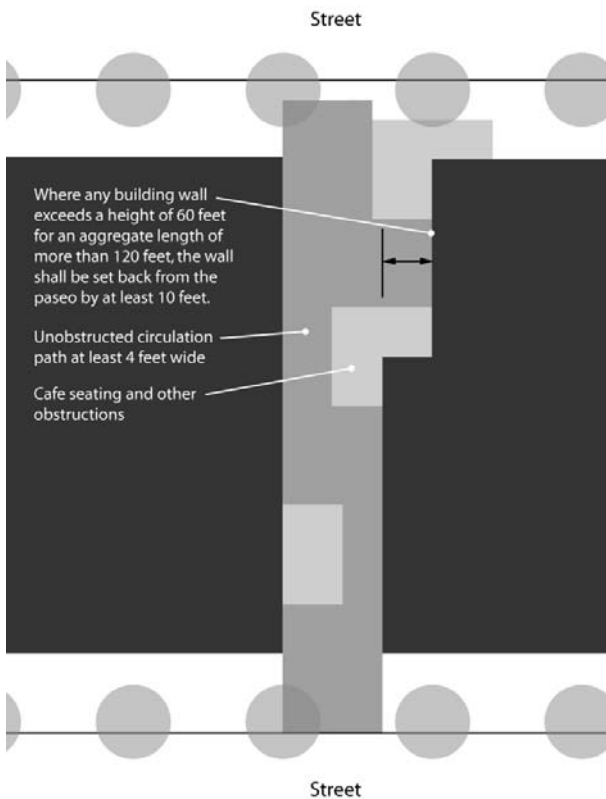 Street
Where any building wall
exceeds a height of 60 feet
for an aggregate length of
more than 120 feet, the wall
shall be set back from the
paseo by at least 10 feet.
Unobstructed circulation
path at least 4 feet wide
Cafe seating and other
obstructions
Street